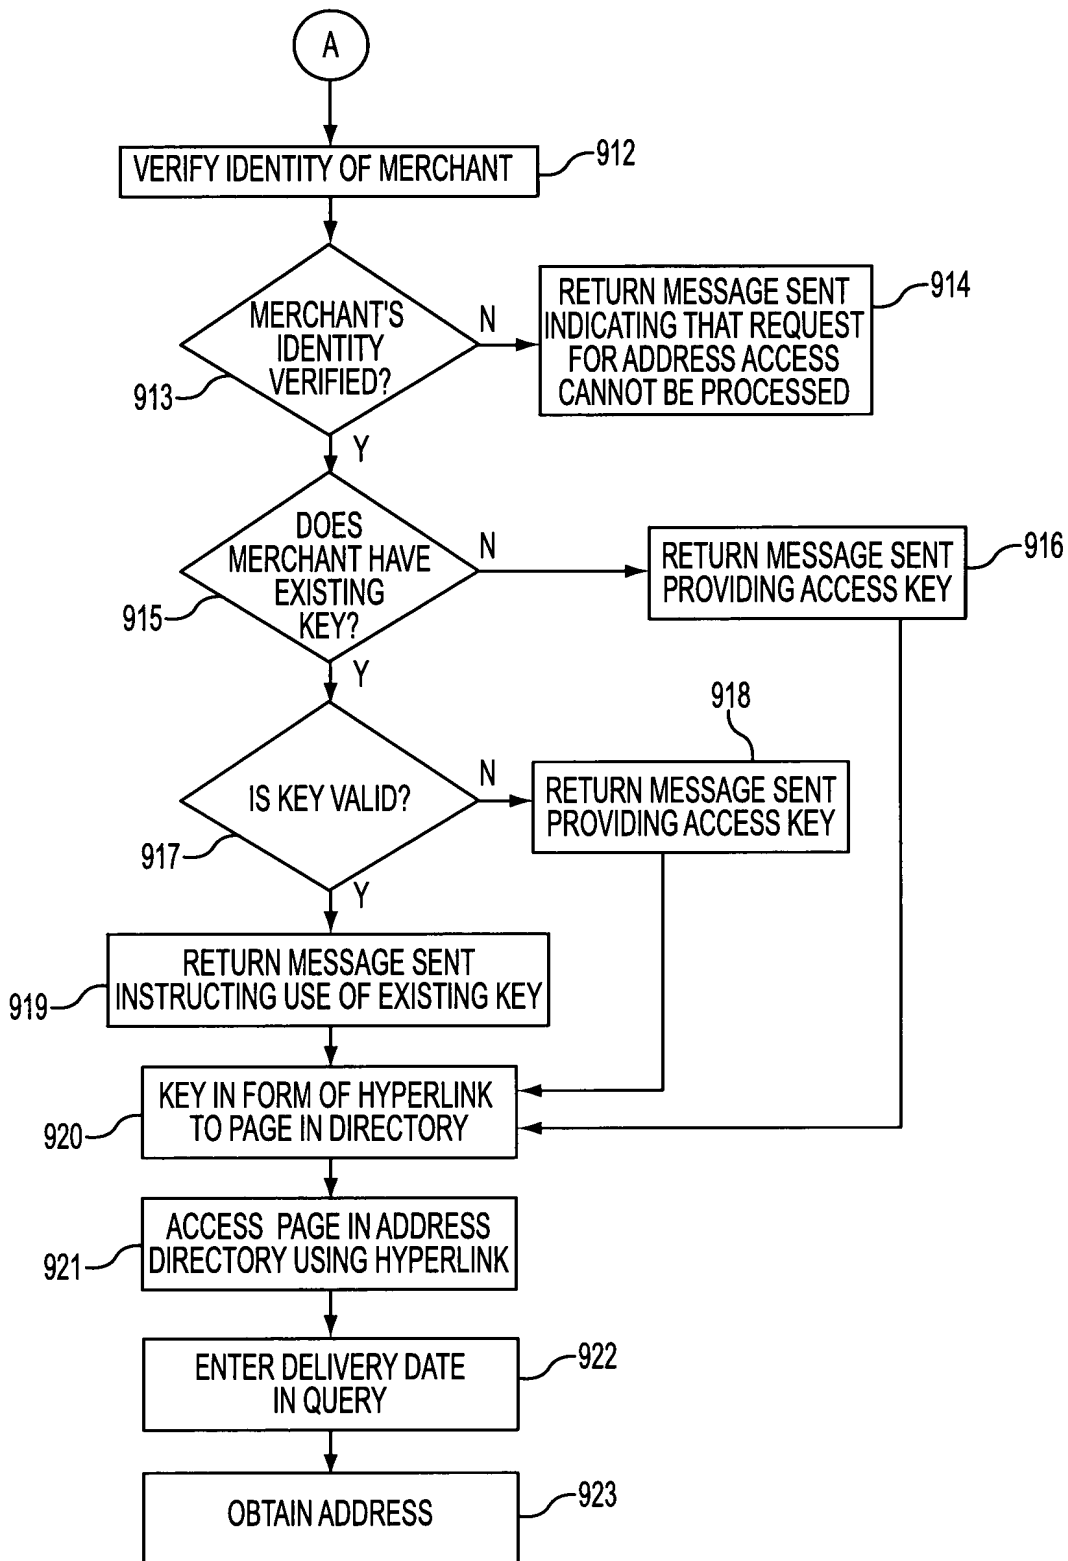 A
VERIFY IDENTITY OF MERCHANT
912
MERCHANT'S
IDENTITY
VERIFIED?
913
N
RETURN MESSAGE SENT
INDICATING THAT REQUEST
FOR ADDRESS ACCESS
CANNOT BE PROCESSED
914
Y
DOES
MERCHANT HAVE
EXISTING
KEY?
915
N
RETURN MESSAGE SENT
PROVIDING ACCESS KEY
916
Y
IS KEY VALID?
917
N
RETURN MESSAGE SENT
PROVIDING ACCESS KEY
918
Y
RETURN MESSAGE SENT
INSTRUCTING USE OF EXISTING KEY
919
KEY IN FORM OF HYPERLINK
TO PAGE IN DIRECTORY
920
ACCESS PAGE IN ADDRESS
DIRECTORY USING HYPERLINK
921
ENTER DELIVERY DATE
IN QUERY
922
OBTAIN ADDRESS
923